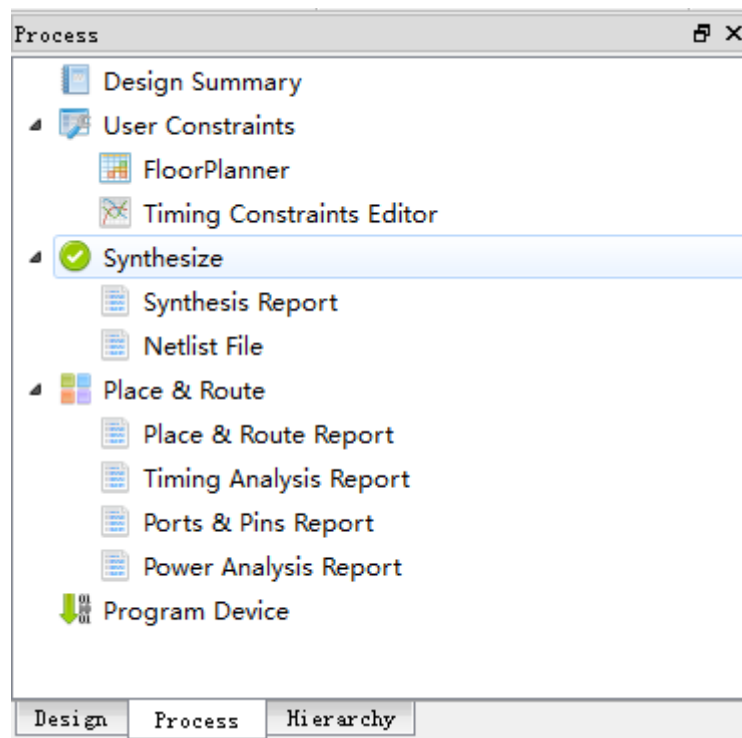 Process
Design Summary
User Constraints
FloorPlanner
Timing Constraints Editor
Synthesize
Synthesis Report
Netlist File
Place & Route
Place & Route Report
Timing Analysis Report
Ports & Pins Report
Power Analysis Report
Program Device
Design Process Hierarchy